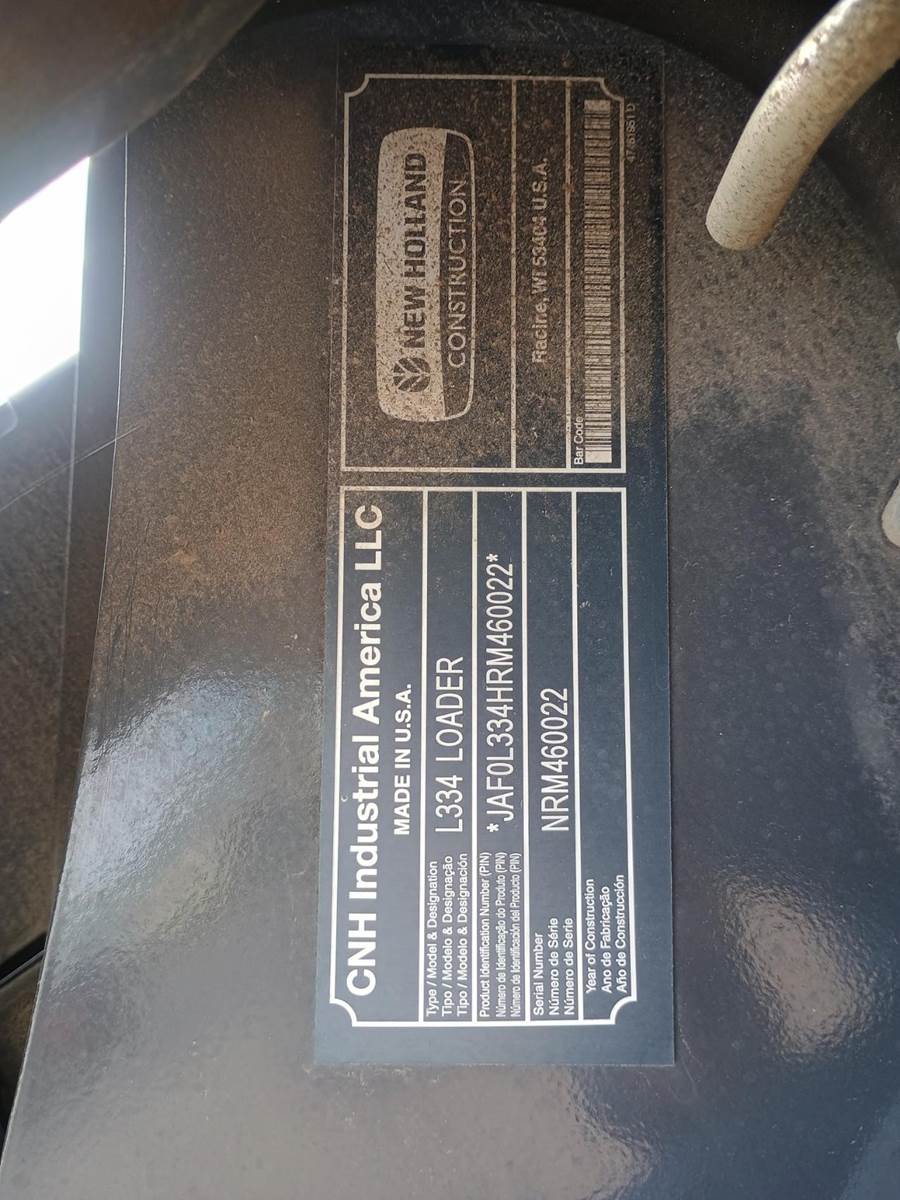 CNH Industrial America LLC
MADE IN U.S.A.
Type / Model & Designation
Tipo / Modelo & Designação
Tipo / Modelo & Designación
L334 LOADER
Product Identification Number (PIN)
Número de Identificação do Produto (PIN)
Número de Identificación del Producto (PIN)
*JAF0L334HRM460022*
Serial Number
Número de Série
Número de Serie
NRM460022
Year of Construction
Ano de Fabricação
Año de Construcción
NEW HOLLAND
CONSTRUCTION
Racine, WI 53404 U.S.A.
Bar Code